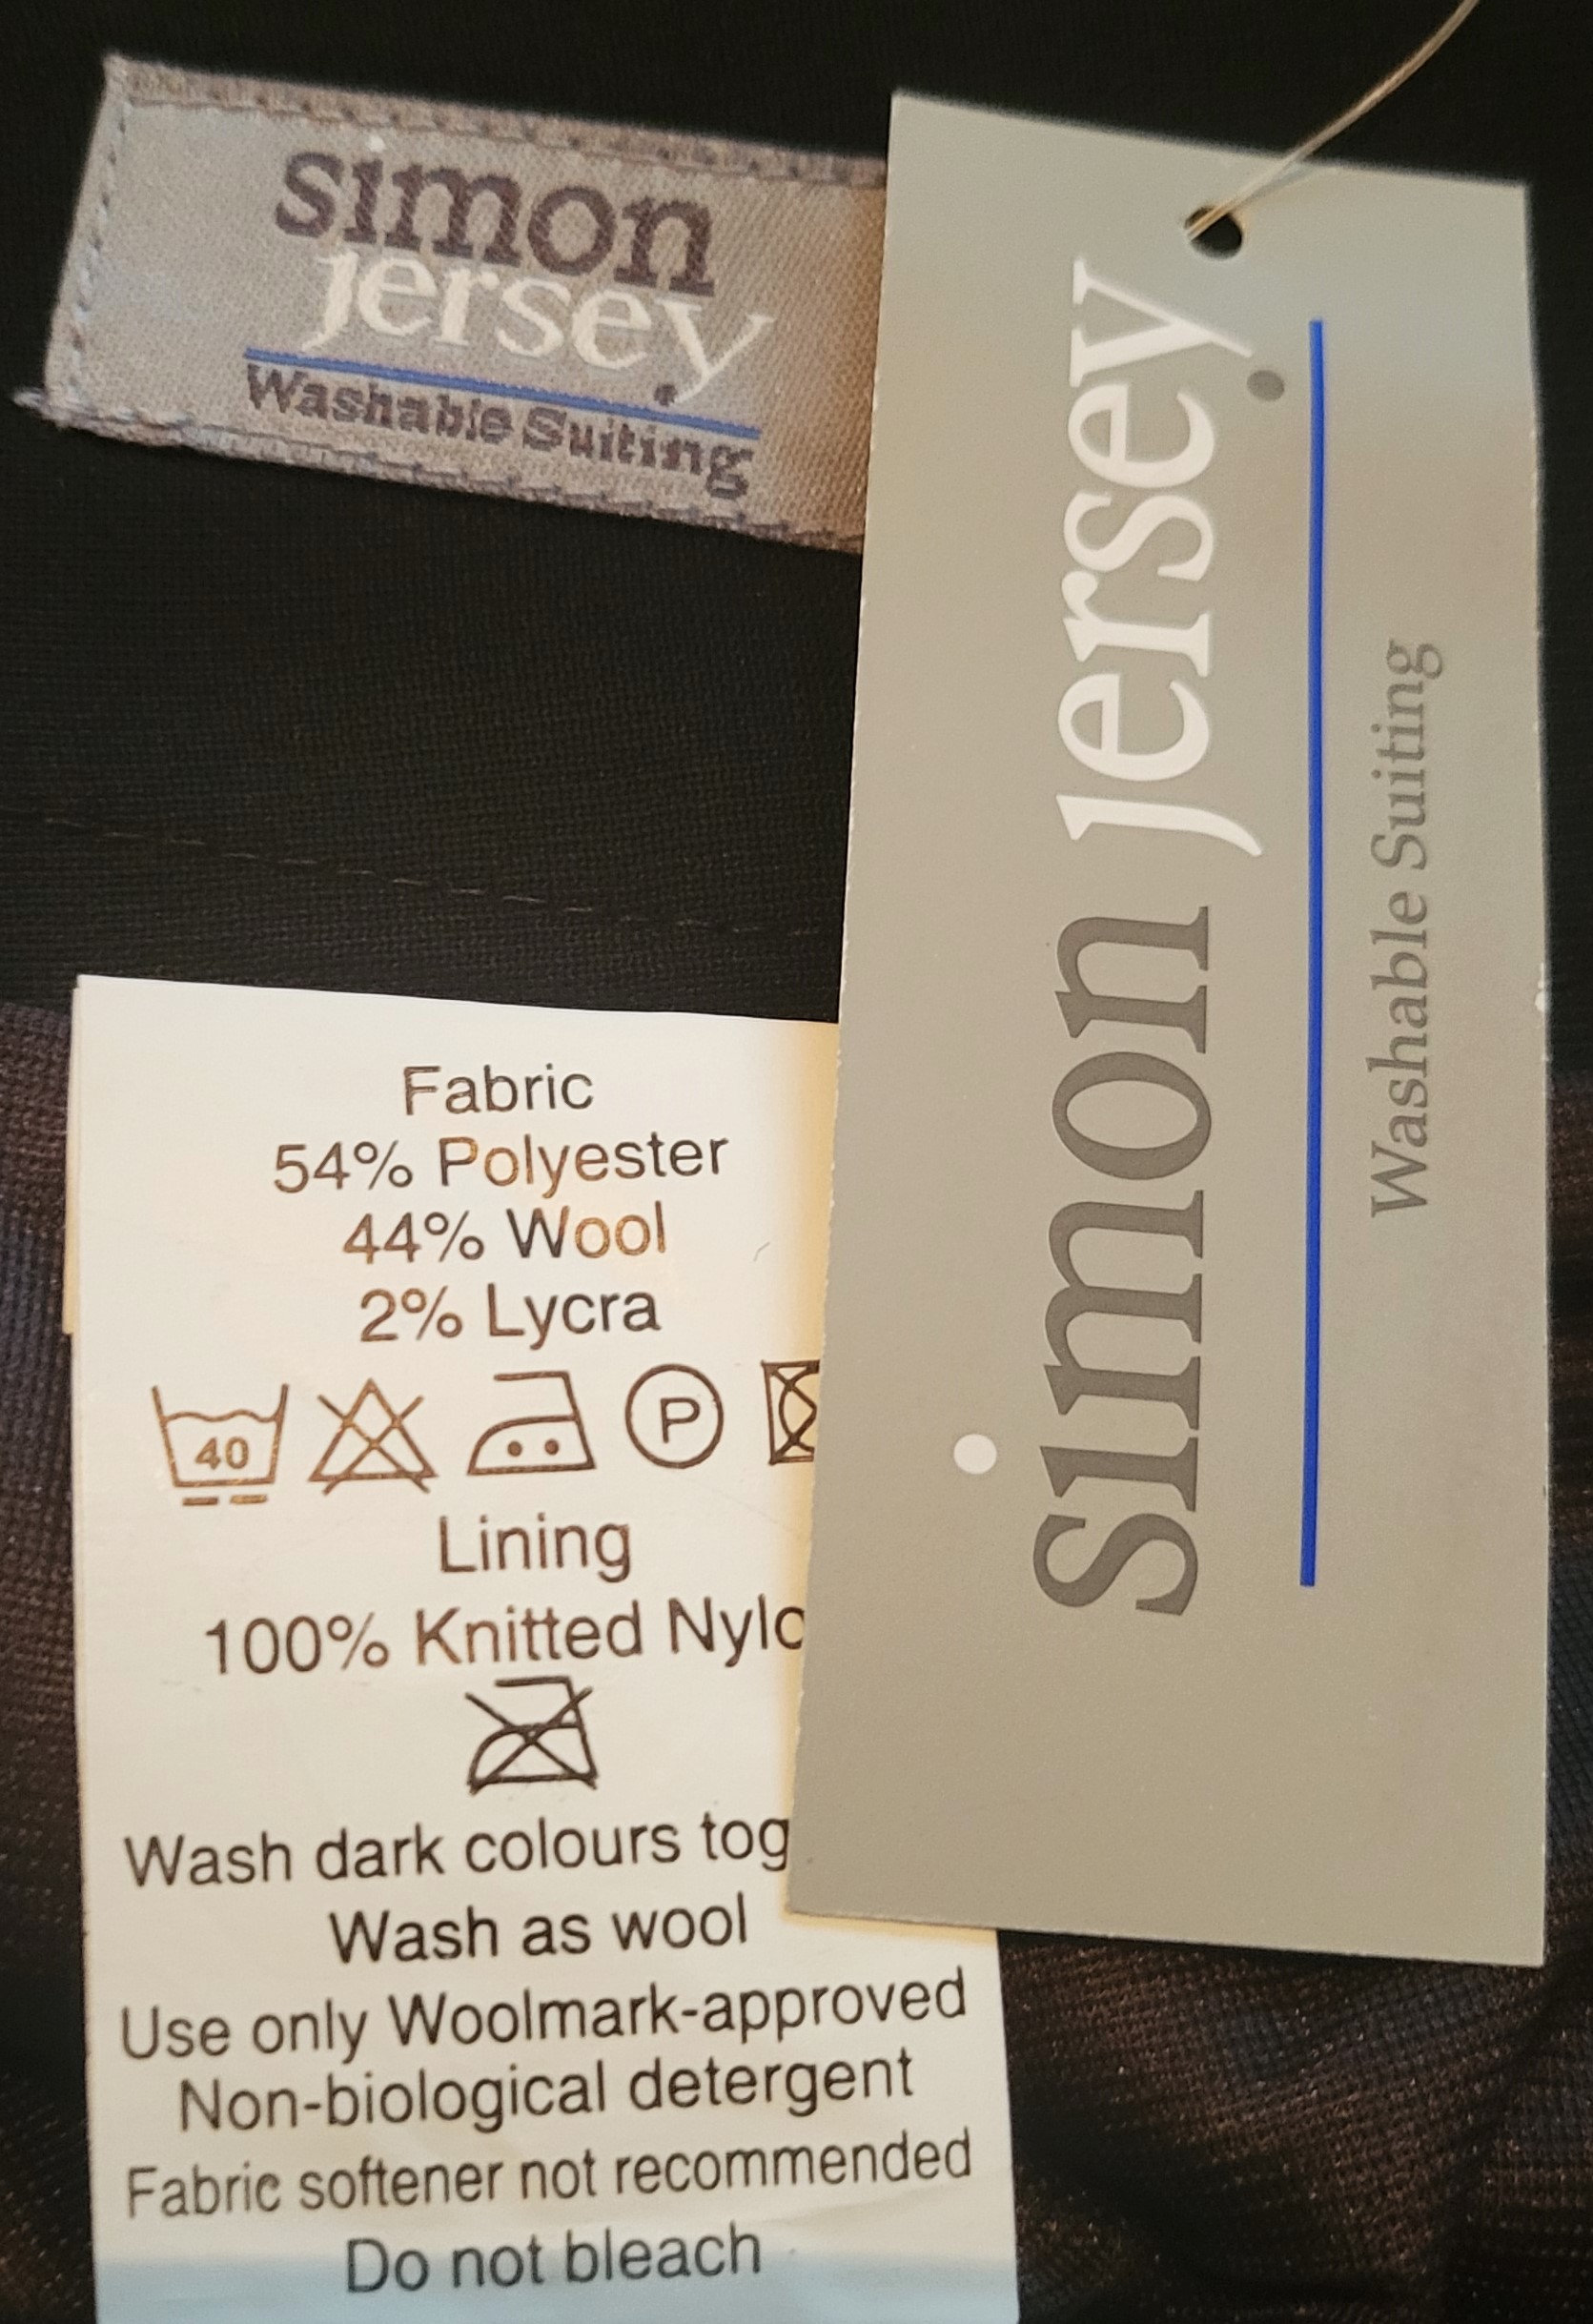 simon
jersey
Washable Suiting
simon jersey
Washable Suiting
Fabric
54% Polyester
44% Wool
2% Lycra
40
P
Lining
100% Knitted
Wash dark colours
Wash as wool
Use only Woolmark-approved
Non-biological detergent
Fabric softener not recommended
Do not bleach